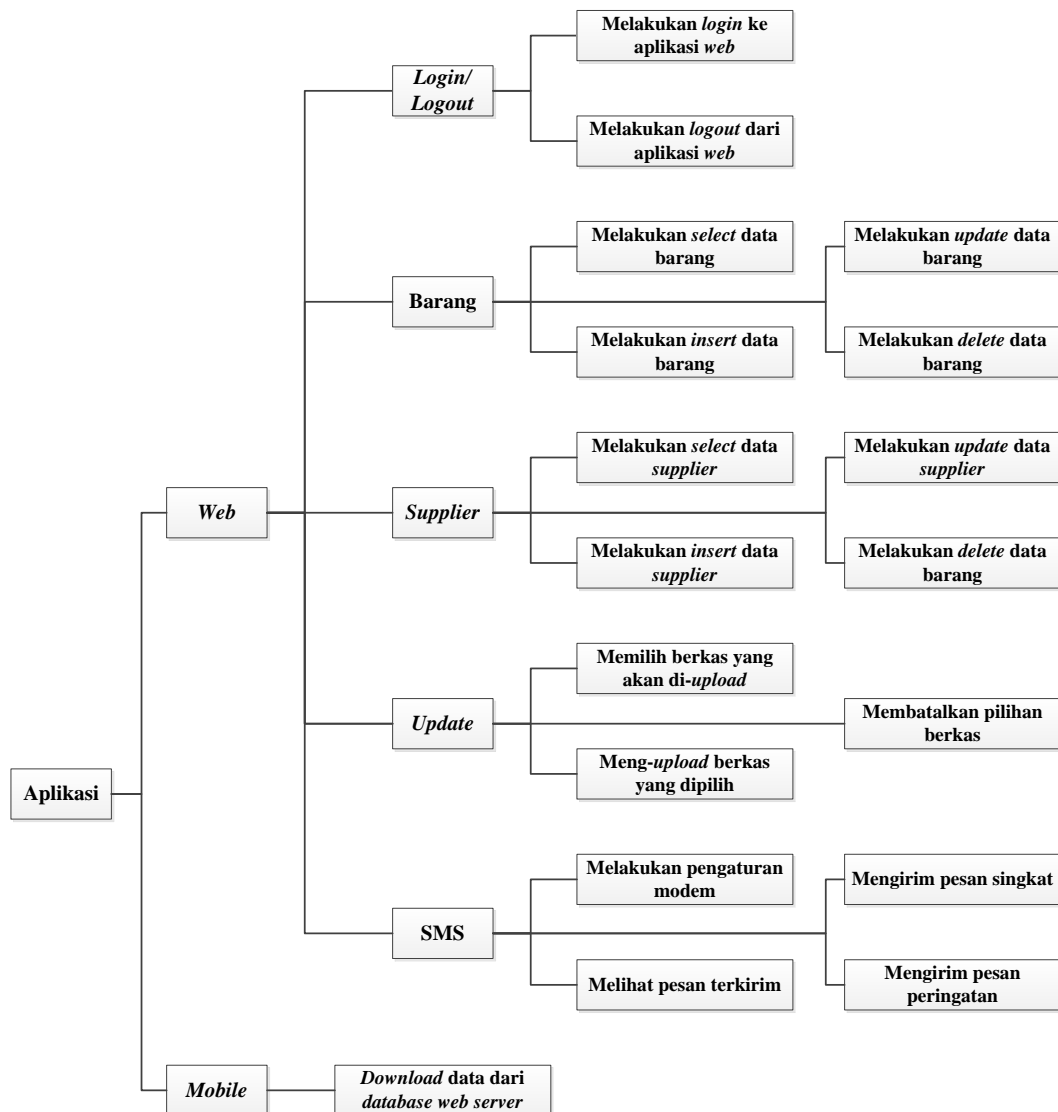 Melakukan login ke
aplikasi web
Login/
Logout
Melakukan logout dari
aplikasi web
Melakukan select data
barang
Melakukan update data
barang
Barang
Melakukan insert data
barang
Melakukan delete data
barang
Melakukan select data
supplier
Melakukan update data
supplier
Web
Supplier
Melakukan insert data
supplier
Melakukan delete data
barang
Memilih berkas yang
akan di-upload
Update
Membatalkan pilihan
berkas
Meng-upload berkas
yang dipilih
Aplikasi
Melakukan pengaturan
modem
Mengirim pesan singkat
SMS
Melihat pesan terkirim
Mengirim pesan
peringatan
Mobile
Download data dari
database web server